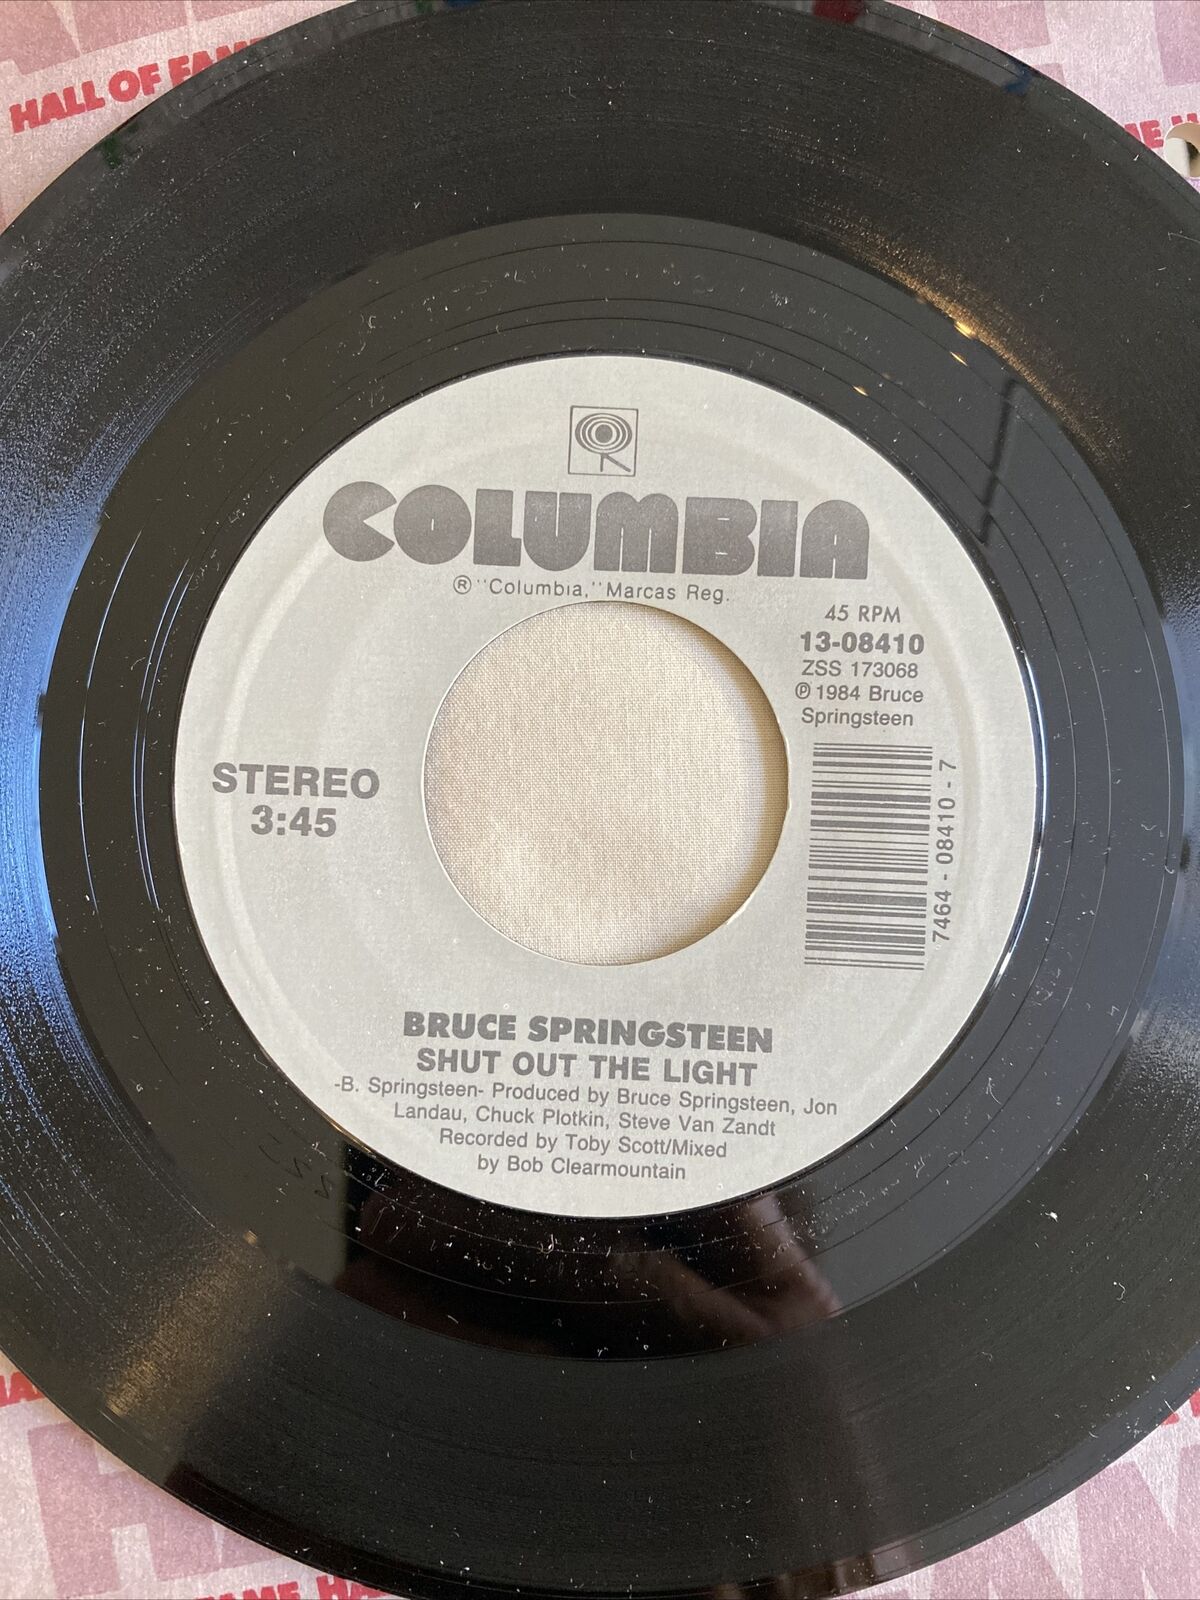 HALL OF FAME
COLUMBIA
® "Columbia," Marcas Reg.
45 RPM
13-08410
ZSS 173068
℗ 1984 Bruce
Springsteen
STEREO
3:45
7464 - 08410 - 7
BRUCE SPRINGSTEEN
SHUT OUT THE LIGHT
-B. Springsteen- Produced by Bruce Springsteen, Jon
Landau, Chuck Plotkin, Steve Van Zandt
Recorded by Toby Scott/Mixed
by Bob Clearmountain
FAME HA